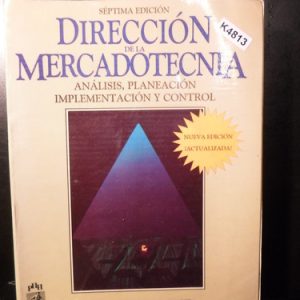 SÉPTIMA EDICIÓN
K4813
DIRECCIÓN
DE LA
MERCADOTECNIA
ANÁLISIS, PLANEACIÓN
IMPLEMENTACIÓN Y CONTROL
NUEVA EDICIÓN
¡ACTUALIZADA!